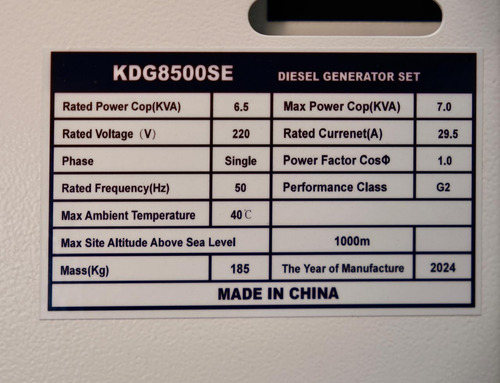 KDG8500SE DIESEL GENERATOR SET
Rated Power Cop(KVA) 6.5 Max Power Cop(KVA) 7.0
Rated Voltage（V） 220 Rated Currenet(A) 29.5
Phase Single Power Factor CosΦ 1.0
Rated Frequency(Hz) 50 Performance Class G2
Max Ambient Temperature 40℃
Max Site Altitude Above Sea Level 1000m
Mass(Kg) 185 The Year of Manufacture 2024
MADE IN CHINA